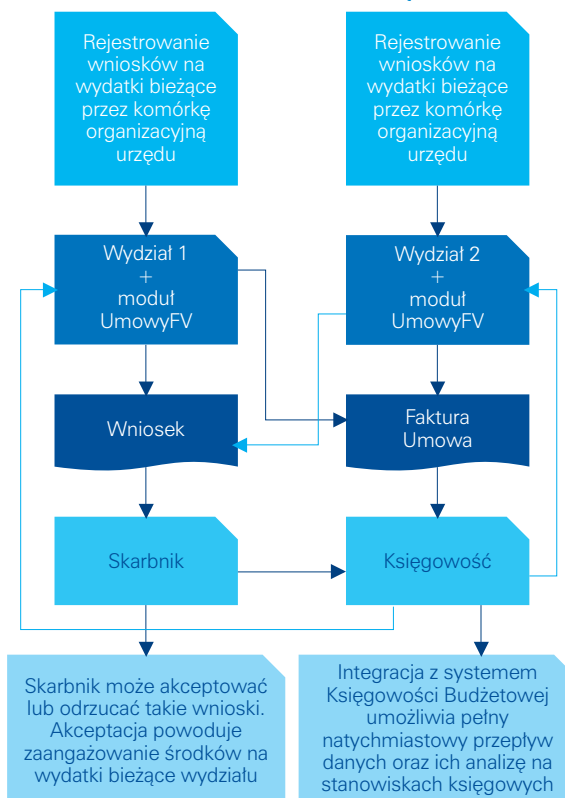 Rejestrowanie
wniosków na
wydatki bieżące
przez komórkę
organizacyjną
urzędu
Rejestrowanie
wniosków na
wydatki bieżące
przez komórkę
organizacyjną
urzędu
Wydział 1
+
moduł
UmowyFV
Wydział 2
+
moduł
UmowyFV
Wniosek
Faktura
Umowa
Skarbnik
Księgowość
Skarbnik może akceptować
lub odrzucać takie wnioski.
Akceptacja powoduje
zaangażowanie środków na
wydatki bieżące wydziału
Integracja z systemem
Księgowości Budżetowej
umożliwia pełny
natychmiastowy przepływ
danych oraz ich analizę na
stanowiskach księgowych